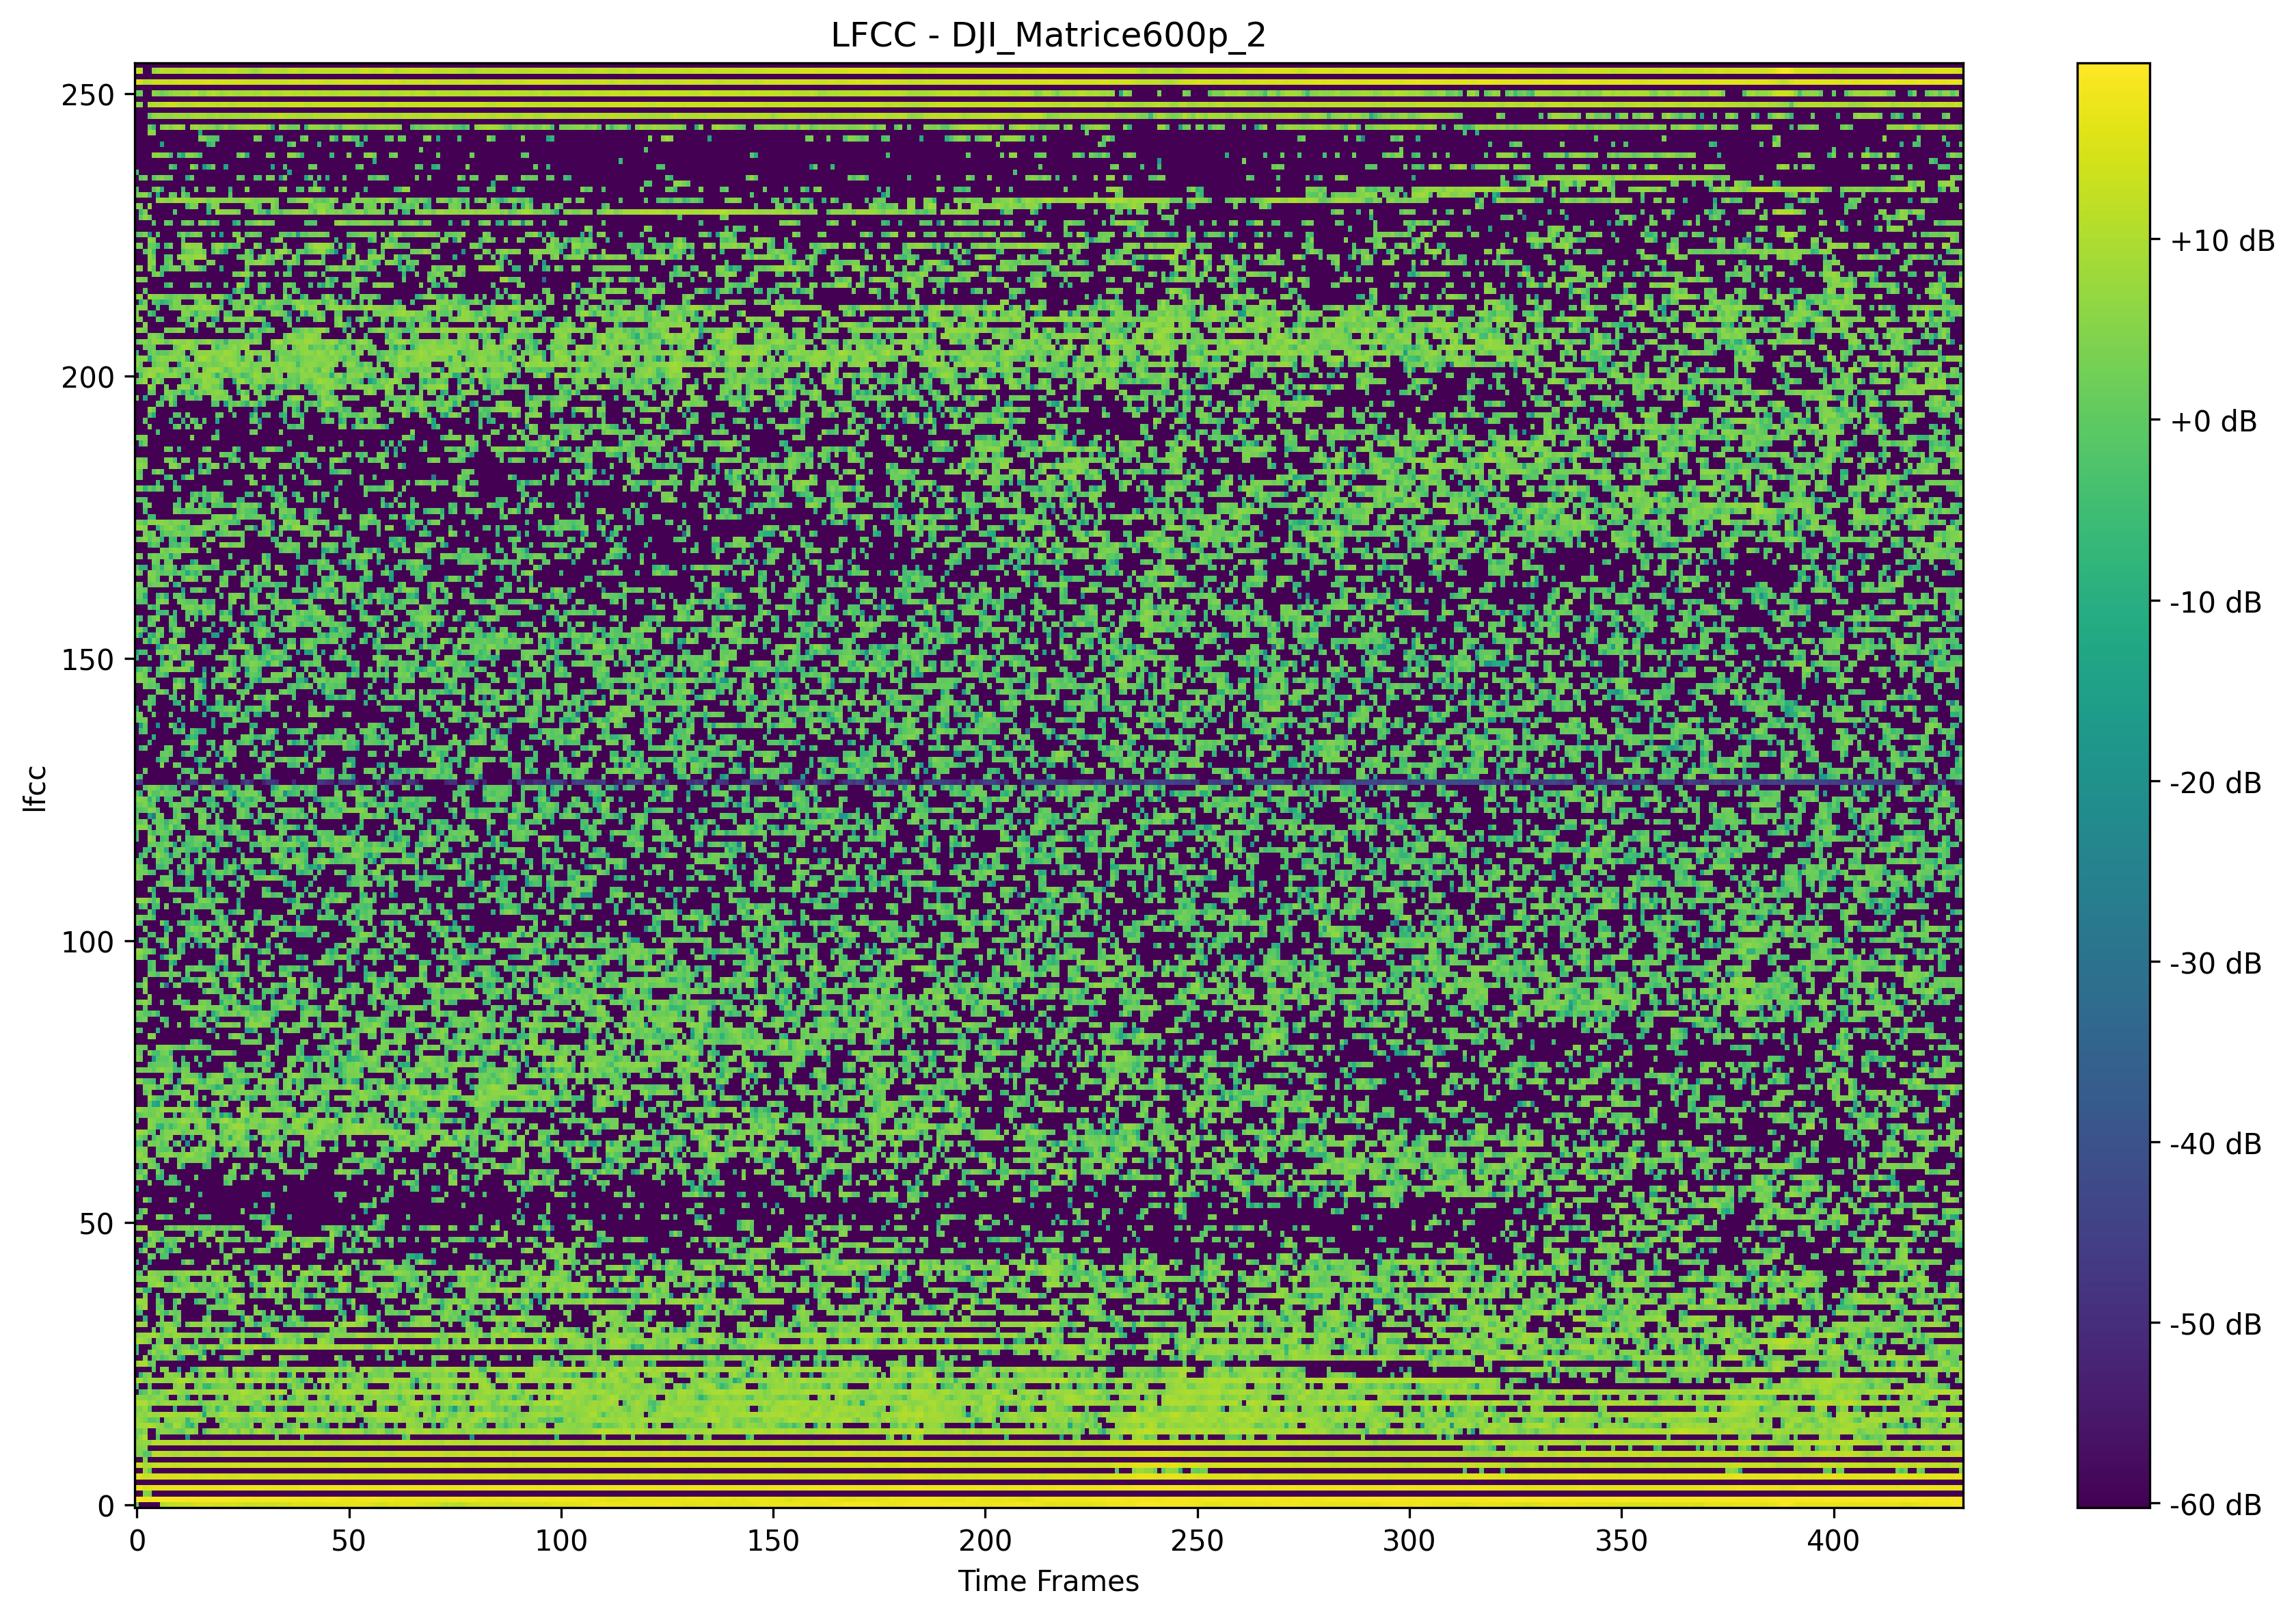 LFCC - DJI_Matrice600p_2
250
200
150
100
50
0
lfcc
0 50 100 150 200 250 300 350 400
Time Frames
+10 dB
+0 dB
-10 dB
-20 dB
-30 dB
-40 dB
-50 dB
-60 dB